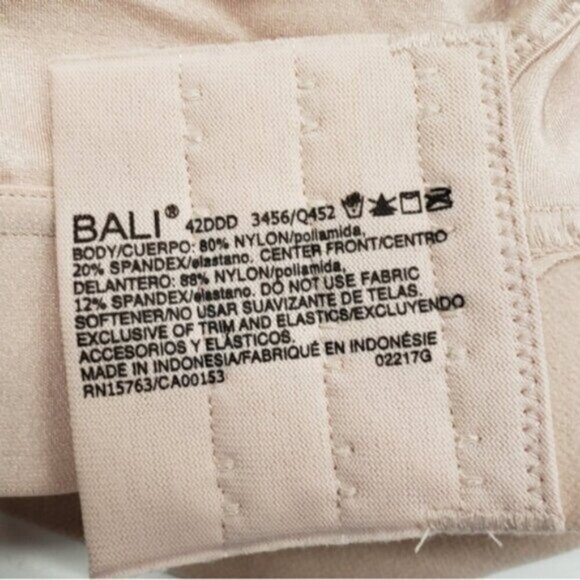 BALI® 42DDD 3456/Q452
BODY/CUERPO: 80% NYLON/poliamida,
20% SPANDEX/elastano. CENTER FRONT/CENTRO
DELANTERO: 88% NYLON/poliamida,
12% SPANDEX/elastano. DO NOT USE FABRIC
SOFTENER/NO USAR SUAVIZANTE DE TELAS.
EXCLUSIVE OF TRIM AND ELASTICS/EXCLUYENDO
ACCESORIOS Y ELÁSTICOS.
MADE IN INDONESIA/FABRIQUÉ EN INDONÉSIE
RN15763/CA00153 02217G